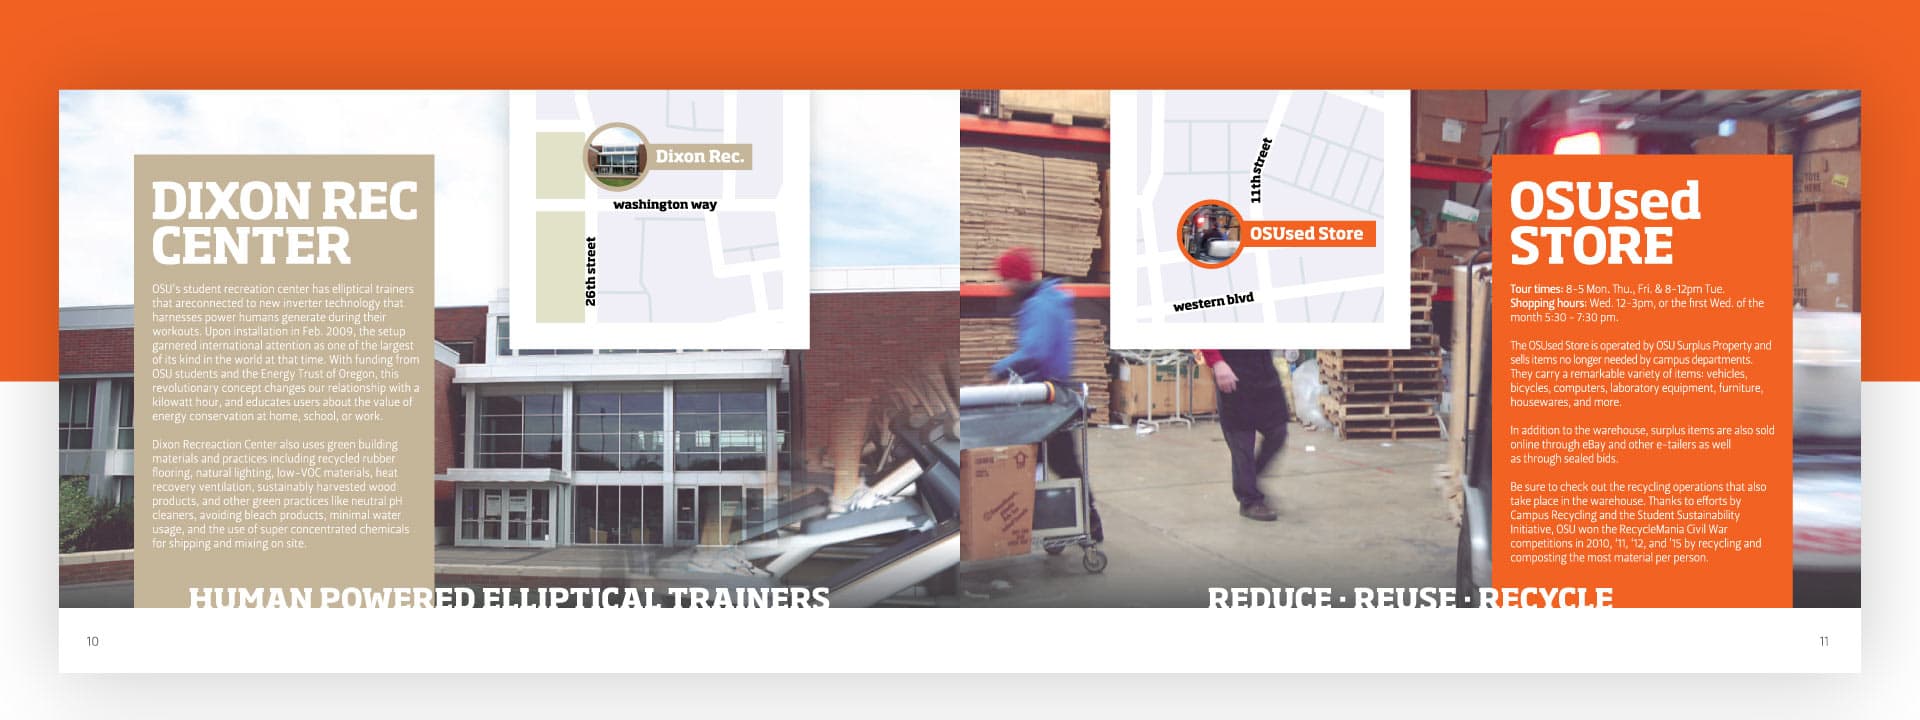 DIXON REC
CENTER
OSU's student recreation center has elliptical trainers
that areconnected to new inverter technology that
harnesses power humans generate during their
workouts. Upon installation in Feb. 2009, the setup
garnered international attention as one of the largest
of its kind in the world at that time. With funding from
OSU students and the Energy Trust of Oregon, this
revolutionary concept changes our relationship with a
kilowatt hour, and educates users about the value of
energy conservation at home, school, or work.
Dixon Recreaction Center also uses green building
materials and practices including recycled rubber
flooring, natural lighting, low-VOC materials, heat
recovery ventilation, sustainably harvested wood
products, and other green practices like neutral pH
cleaners, avoiding bleach products, minimal water
usage, and the use of super concentrated chemicals
for shipping and mixing on site.
Dixon Rec.
washington way
26th street
HUMAN POWERED ELLIPTICAL TRAINERS
10
11th street
OSUsed Store
western blvd
OSUsed
STORE
Tour times: 8-5 Mon. Thu., Fri. & 8-12pm Tue.
Shopping hours: Wed. 12-3pm, or the first Wed. of the
month 5:30 - 7:30 pm.
The OSUsed Store is operated by OSU Surplus Property and
sells items no longer needed by campus departments.
They carry a remarkable variety of items: vehicles,
bicycles, computers, laboratory equipment, furniture,
housewares, and more.
In addition to the warehouse, surplus items are also sold
online through eBay and other e-tailers as well
as through sealed bids.
Be sure to check out the recycling operations that also
take place in the warehouse. Thanks to efforts by
Campus Recycling and the Student Sustainability
Initiative, OSU won the RecycleMania Civil War
competitions in 2010, '11, '12, and '15 by recycling and
composting the most material per person.
REDUCE · REUSE · RECYCLE
11